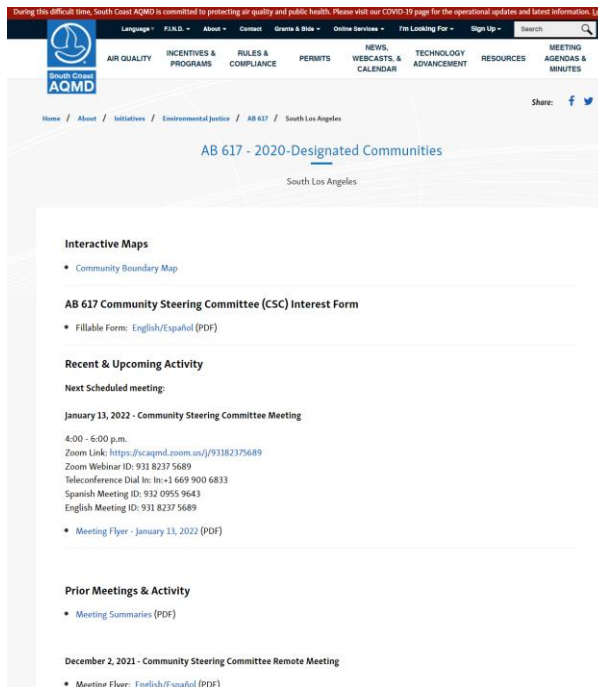 During this difficult time, South Coast AQMD is committed to protecting air quality and public health. Please visit our COVID-19 page for the operational updates and latest information.
Language F.I.N.D. About Contact Grants & Bids Online Services I'm Looking For Sign Up Search
AIR QUALITY INCENTIVES & PROGRAMS RULES & COMPLIANCE PERMITS NEWS, WEBCASTS, & CALENDAR TECHNOLOGY ADVANCEMENT RESOURCES MEETING AGENDAS & MINUTES
South Coast
AQMD
Share:
Home / About / Initiatives / Environmental Justice / AB 617 / South Los Angeles
AB 617 - 2020-Designated Communities
South Los Angeles
Interactive Maps
Community Boundary Map
AB 617 Community Steering Committee (CSC) Interest Form
Fillable Form: English/Español (PDF)
Recent & Upcoming Activity
Next Scheduled meeting:
January 13, 2022 - Community Steering Committee Meeting
4:00 - 6:00 p.m.
Zoom Link: https://scaqmd.zoom.us/j/93182375689
Zoom Webinar ID: 931 8237 5689
Teleconference Dial In: In:+1 669 900 6833
Spanish Meeting ID: 932 0955 9643
English Meeting ID: 931 8237 5689
Meeting Flyer - January 13, 2022 (PDF)
Prior Meetings & Activity
Meeting Summaries (PDF)
December 2, 2021 - Community Steering Committee Remote Meeting
Meeting Flyer: English/Español (PDF)